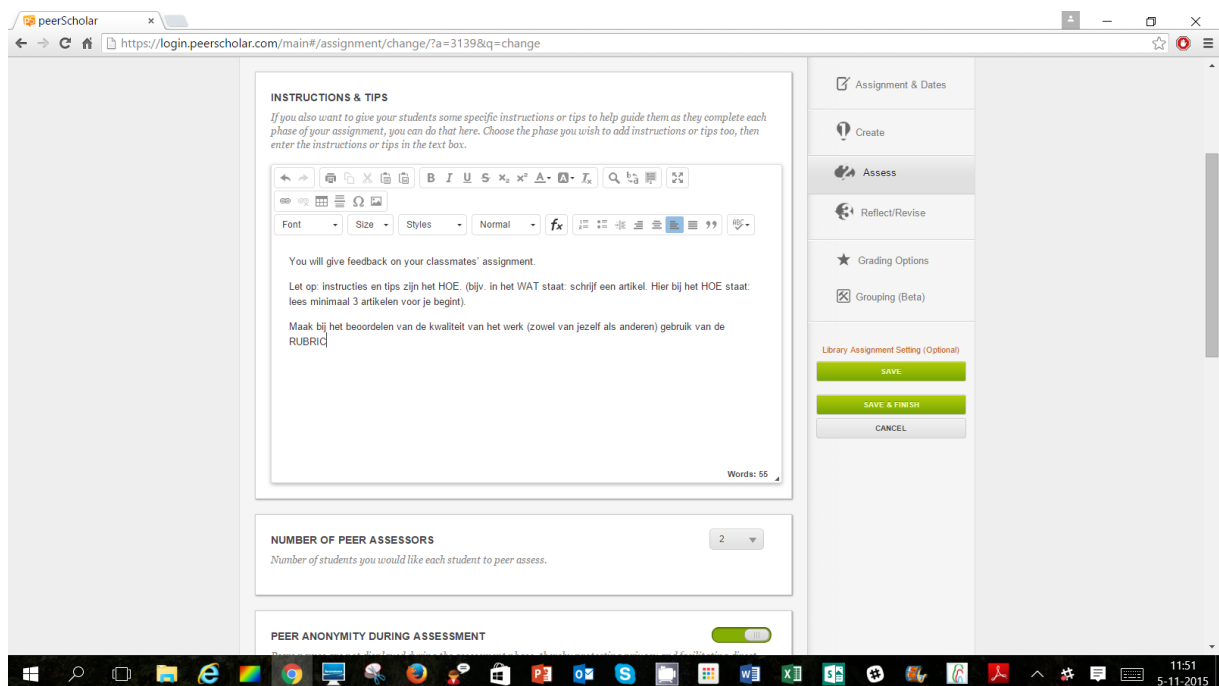 peerScholar
https://login.peerscholar.com/main#/assignment/change/?a=3139&q=change
INSTRUCTIONS & TIPS
If you also want to give your students some specific instructions or tips to help guide them as they complete each
phase of your assignment, you can do that here. Choose the phase you wish to add instructions or tips too, then
enter the instructions or tips in the text box.
Font
Size
Styles
Normal
You will give feedback on your classmates' assignment.
Let op: instructies en tips zijn het HOE. (bijv. in het WAT staat: schrijf een artikel. Hier bij het HOE staat:
lees minimaal 3 artikelen voor je begint).
Maak bij het beoordelen van de kwaliteit van het werk (zowel van jezelf als anderen) gebruik van de
RUBRIC
Words: 55
NUMBER OF PEER ASSESSORS
2
Number of students you would like each student to peer assess.
PEER ANONYMITY DURING ASSESSMENT
Assignment & Dates
Create
Assess
Reflect/Revise
Grading Options
Grouping (Beta)
Library Assignment Setting (Optional)
SAVE
SAVE & FINISH
CANCEL
11:51
5-11-2015